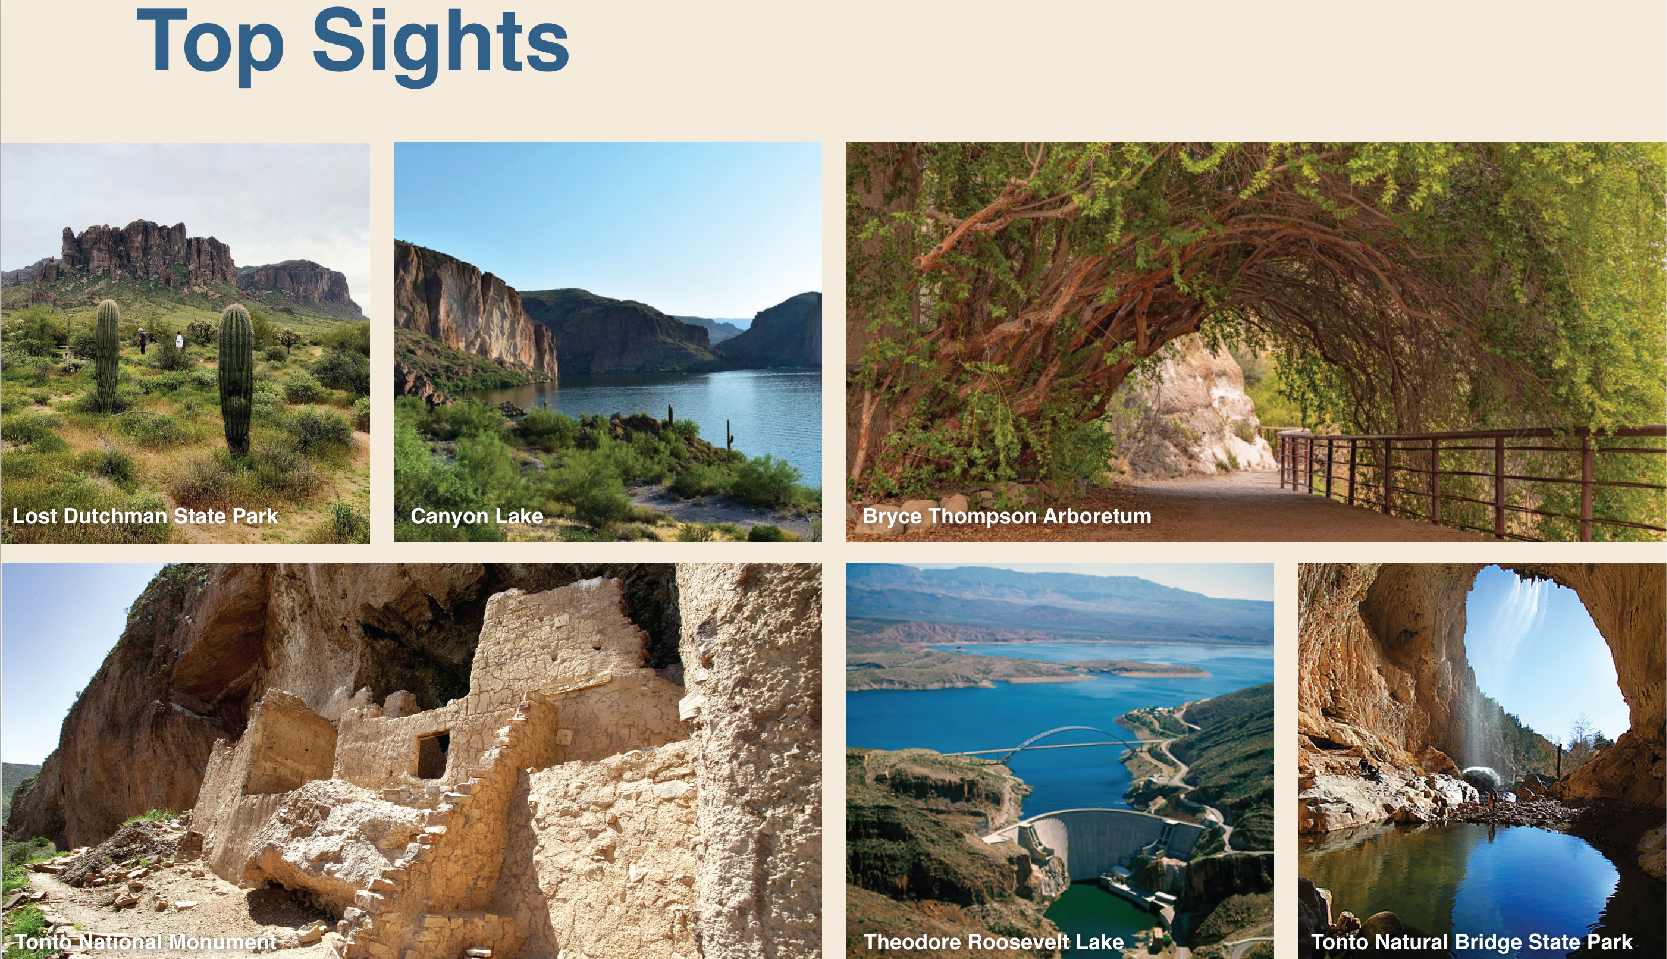 Top Sights
Lost Dutchman State Park
Canyon Lake
Bryce Thompson Arboretum
Tonto National Monument
Theodore Roosevelt Lake
Tonto Natural Bridge State Park